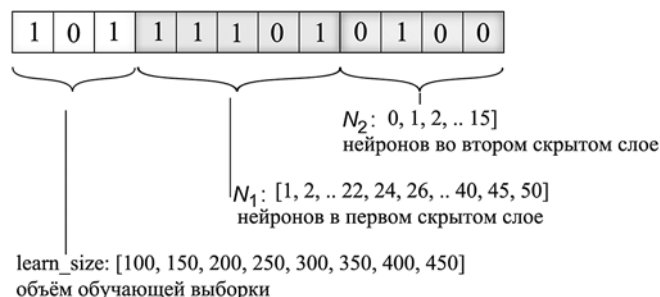 1 0 1 1 1 1 0 1 0 1 0 0
N2: 0, 1, 2, .. 15]
нейронов во втором скрытом слое
N1: [1, 2, .. 22, 24, 26, .. 40, 45, 50]
нейронов в первом скрытом слое
learn_size: [100, 150, 200, 250, 300, 350, 400, 450]
объём обучающей выборки